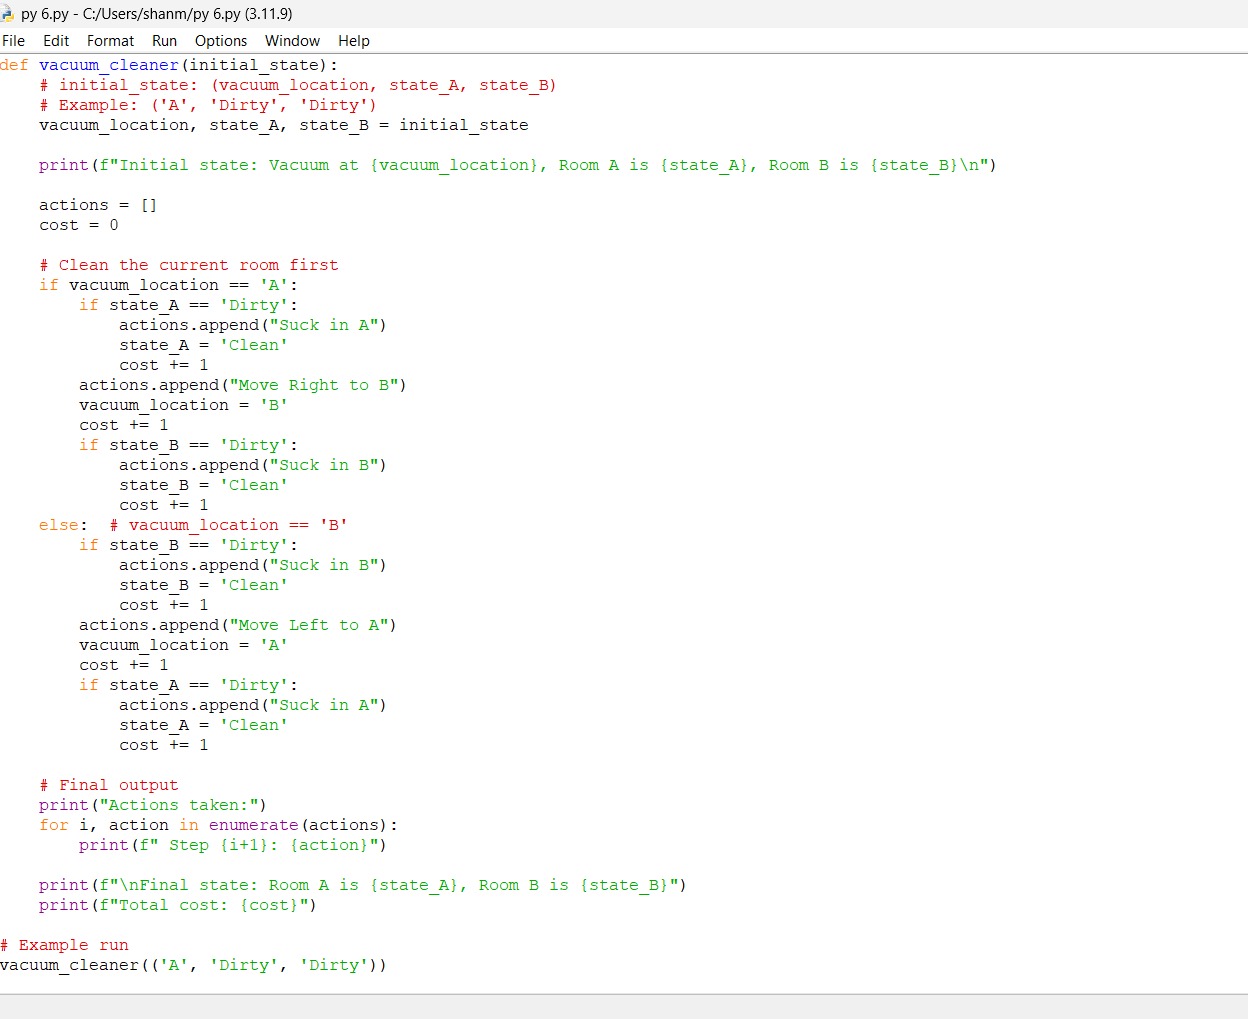 py 6.py - C:/Users/shanm/py 6.py (3.11.9)
File Edit Format Run Options Window Help
def vacuum_cleaner(initial_state):
    # initial_state: (vacuum_location, state_A, state_B)
    # Example: ('A', 'Dirty', 'Dirty')
    vacuum_location, state_A, state_B = initial_state

    print(f"Initial state: Vacuum at {vacuum_location}, Room A is {state_A}, Room B is {state_B}\n")

    actions = []
    cost = 0

    # Clean the current room first
    if vacuum_location == 'A':
        if state_A == 'Dirty':
            actions.append("Suck in A")
            state_A = 'Clean'
            cost += 1
        actions.append("Move Right to B")
        vacuum_location = 'B'
        cost += 1
        if state_B == 'Dirty':
            actions.append("Suck in B")
            state_B = 'Clean'
            cost += 1
    else:  # vacuum_location == 'B'
        if state_B == 'Dirty':
            actions.append("Suck in B")
            state_B = 'Clean'
            cost += 1
        actions.append("Move Left to A")
        vacuum_location = 'A'
        cost += 1
        if state_A == 'Dirty':
            actions.append("Suck in A")
            state_A = 'Clean'
            cost += 1

    # Final output
    print("Actions taken:")
    for i, action in enumerate(actions):
        print(f" Step {i+1}: {action}")

    print(f"\nFinal state: Room A is {state_A}, Room B is {state_B}")
    print(f"Total cost: {cost}")

# Example run
vacuum_cleaner(('A', 'Dirty', 'Dirty'))